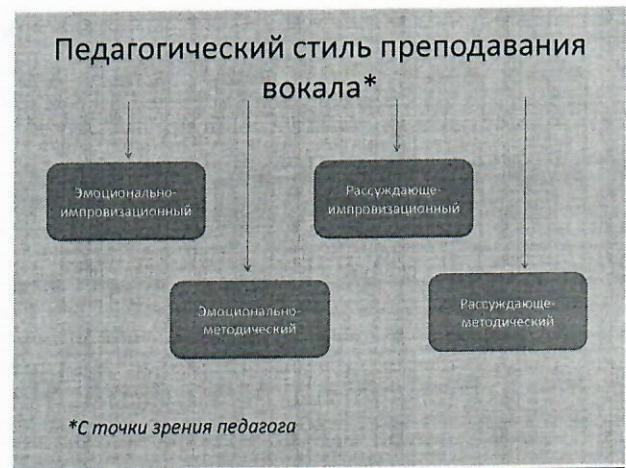 Педагогический стиль преподавания
вокала*
Эмоционально-
импровизационный
Рассуждающе-
импровизационный
Эмоционально-
методический
Рассуждающе-
методический
*С точки зрения педагога